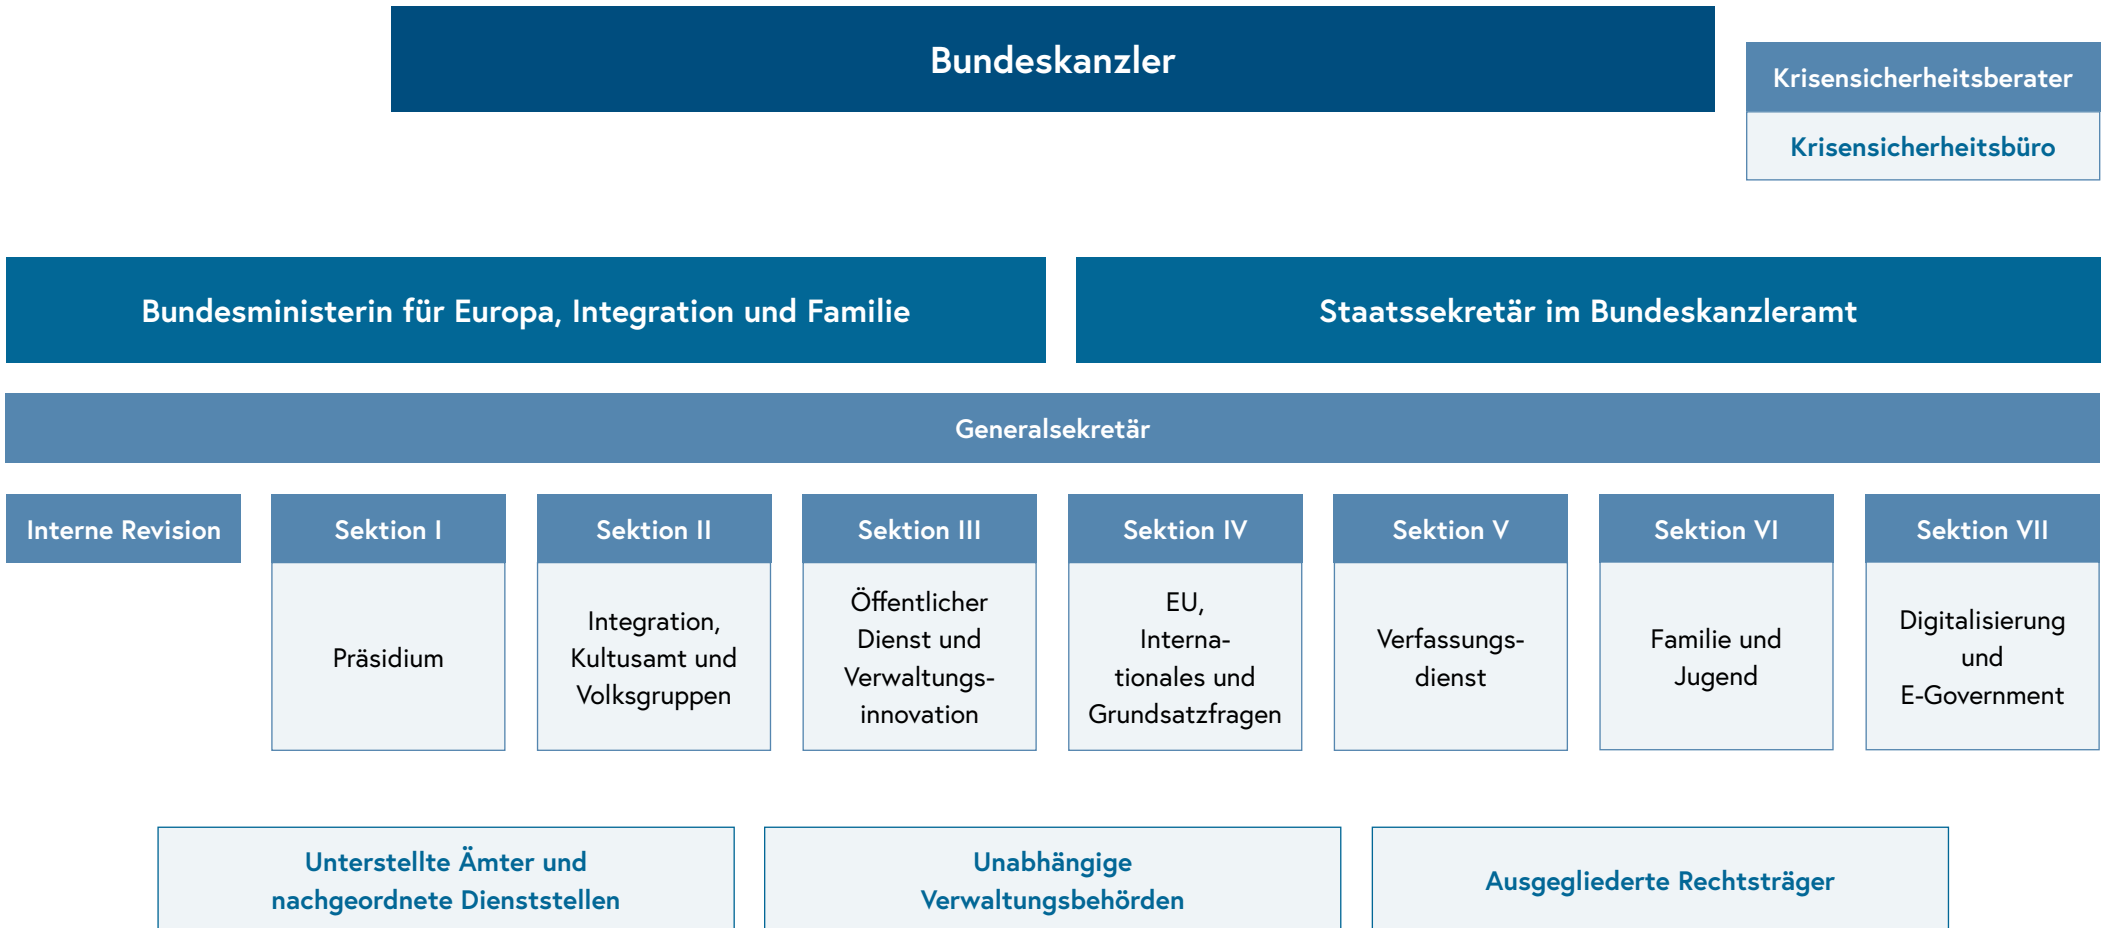 Bundeskanzler
Krisensicherheitsberater
Krisensicherheitsbüro
Bundesministerin für Europa, Integration und Familie
Staatssekretär im Bundeskanzleramt
Generalsekretär
Interne Revision
Sektion I
Präsidium
Sektion II
Integration,
Kultusamt und
Volksgruppen
Sektion III
Öffentlicher
Dienst und
Verwaltungs-
innovation
Sektion IV
EU,
Interna-
tionales und
Grundsatzfragen
Sektion V
Verfassungs-
dienst
Sektion VI
Familie und
Jugend
Sektion VII
Digitalisierung
und
E-Government
Unterstellte Ämter und
nachgeordnete Dienststellen
Unabhängige
Verwaltungsbehörden
Ausgegliederte Rechtsträger